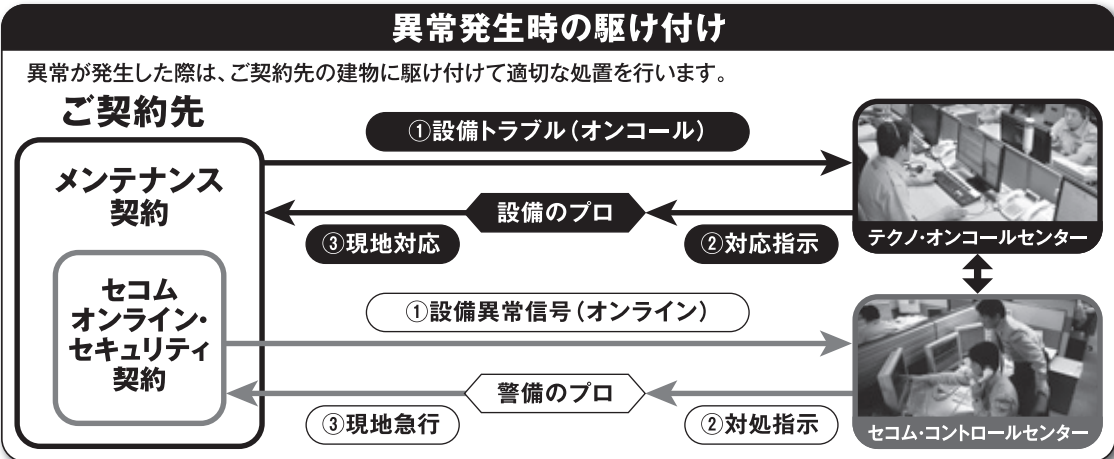 異常発生時の駆け付け
異常が発生した際は、ご契約先の建物に駆け付けて適切な処置を行います。
ご契約先
メンテナンス
契約
セコム
オンライン・
セキュリティ
契約
①設備トラブル(オンコール)
設備のプロ
③現地対応
②対応指示
テクノ・オンコールセンター
①設備異常信号(オンライン)
警備のプロ
③現地急行
②対処指示
セコム・コントロールセンター